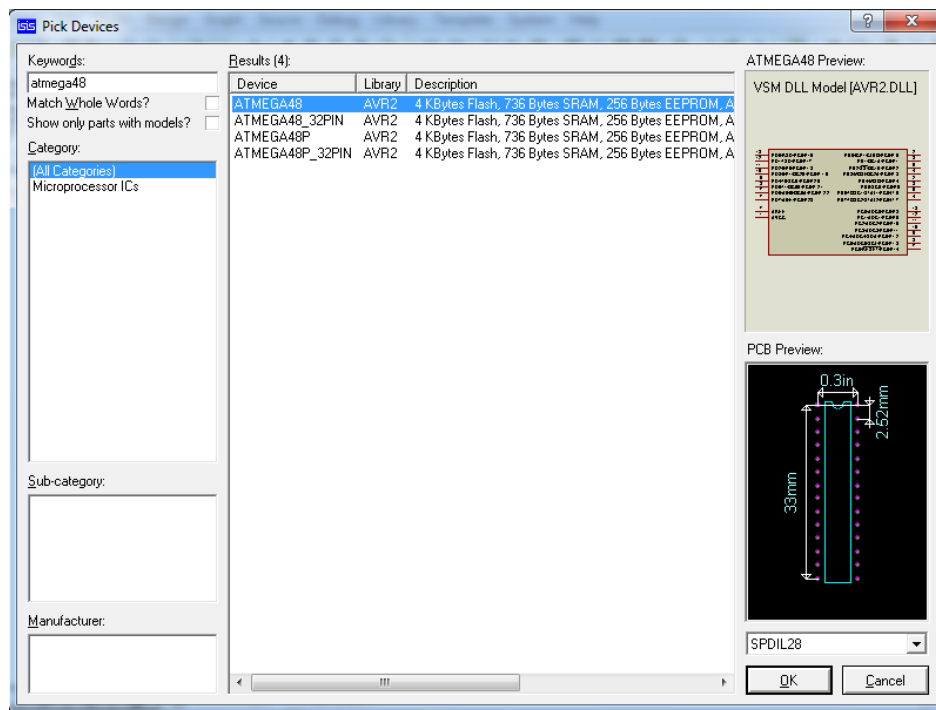 ISIS Pick Devices
Keywords:
atmega48
Match Whole Words?
Show only parts with models?
Category:
(All Categories)
Microprocessor ICs
Sub-category:
Manufacturer:
Results (4):
Device Library Description
ATMEGA48 AVR2 4 KBytes Flash, 736 Bytes SRAM, 256 Bytes EEPROM, A
ATMEGA48_32PIN AVR2 4 KBytes Flash, 736 Bytes SRAM, 256 Bytes EEPROM, A
ATMEGA48P AVR2 4 KBytes Flash, 736 Bytes SRAM, 256 Bytes EEPROM, A
ATMEGA48P_32PIN AVR2 4 KBytes Flash, 736 Bytes SRAM, 256 Bytes EEPROM, A
ATMEGA48 Preview:
VSM DLL Model [AVR2.DLL]
PCB Preview:
0.3in
2.52mm
33mm
SPDIL28
OK Cancel